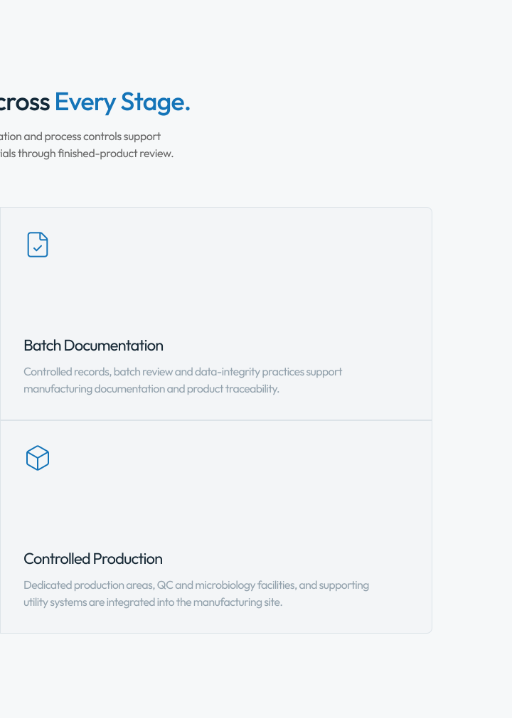 cross Every Stage.
ation and process controls support
ials through finished-product review.
Batch Documentation
Controlled records, batch review and data-integrity practices support
manufacturing documentation and product traceability.
Controlled Production
Dedicated production areas, QC and microbiology facilities, and supporting
utility systems are integrated into the manufacturing site.